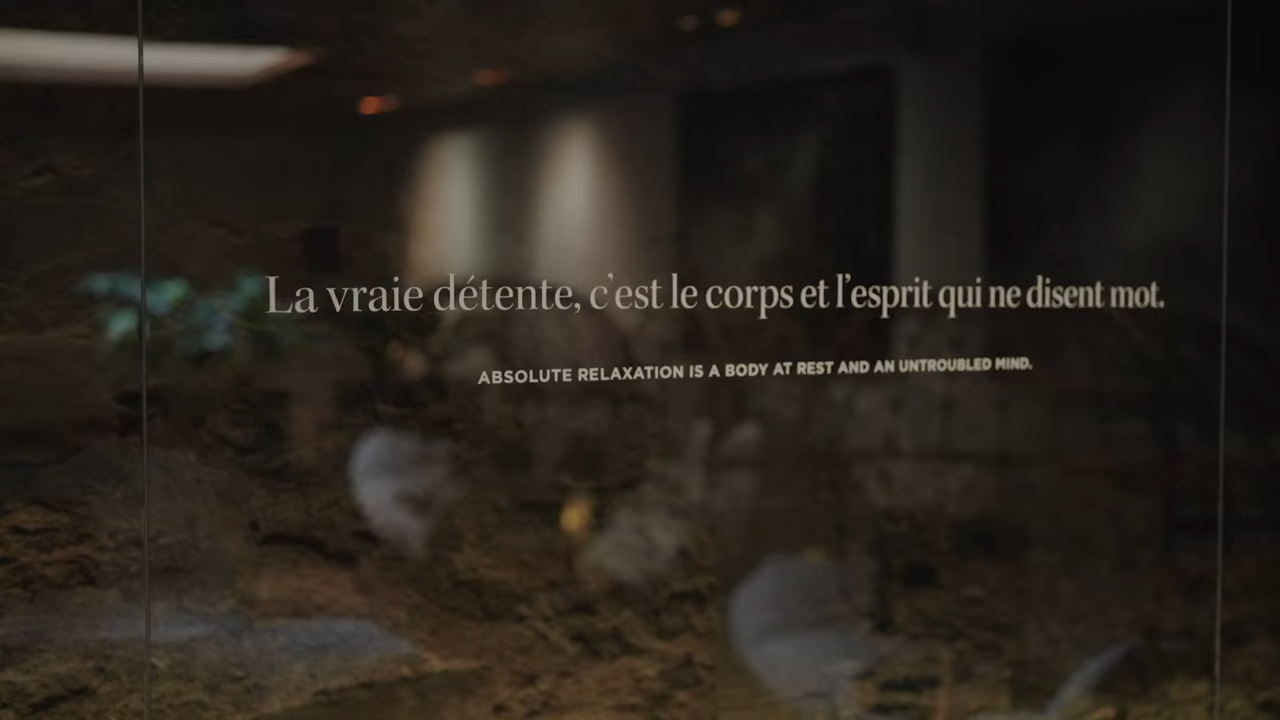 La vraie détente, c'est le corps et l'esprit qui ne disent mot.
ABSOLUTE RELAXATION IS A BODY AT REST AND AN UNTROUBLED MIND.